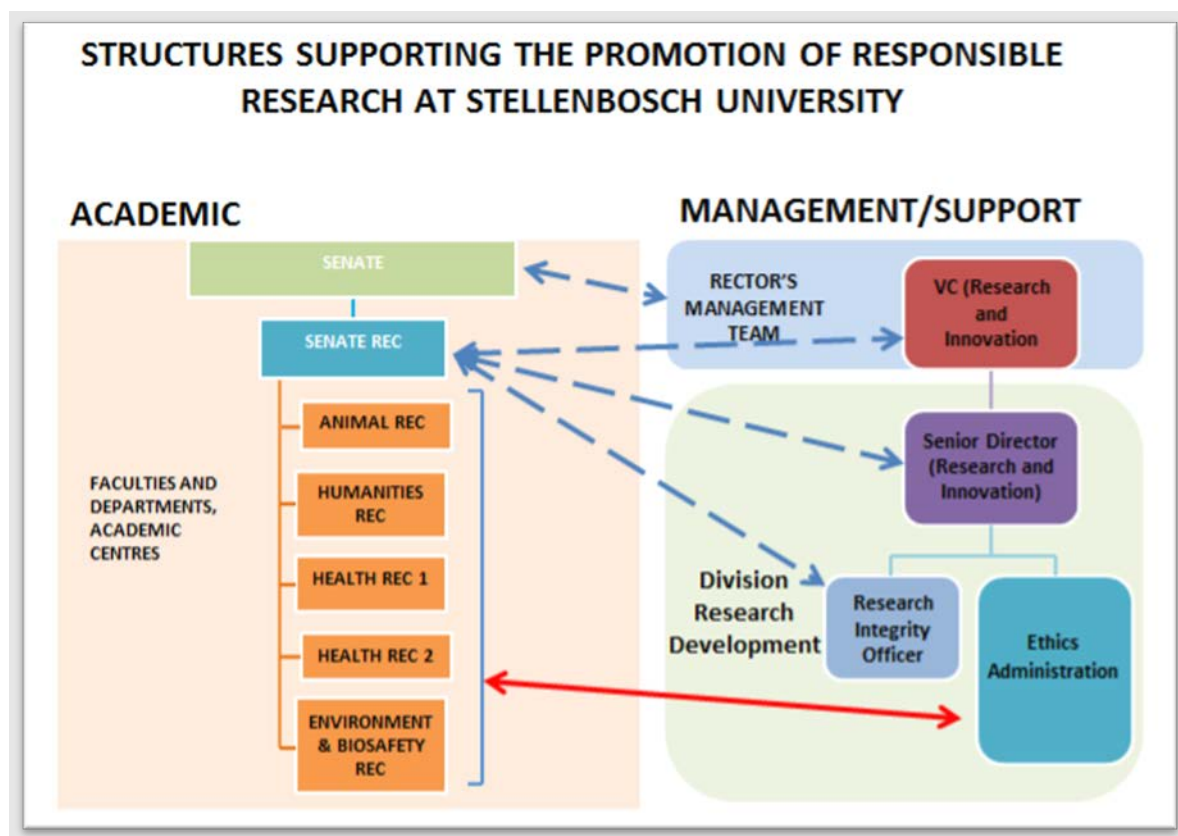 STRUCTURES SUPPORTING THE PROMOTION OF RESPONSIBLE
RESEARCH AT STELLENBOSCH UNIVERSITY
ACADEMIC
SENATE
SENATE REC
ANIMAL REC
HUMANITIES
REC
HEALTH REC 1
HEALTH REC 2
ENVIRONMENT
& BIOSAFETY
REC
FACULTIES AND
DEPARTMENTS,
ACADEMIC
CENTRES
MANAGEMENT/SUPPORT
RECTOR'S
MANAGEMENT
TEAM
VC (Research
and
Innovation
Senior Director
(Research and
Innovation)
Division
Research
Development
Research
Integrity
Officer
Ethics
Administration